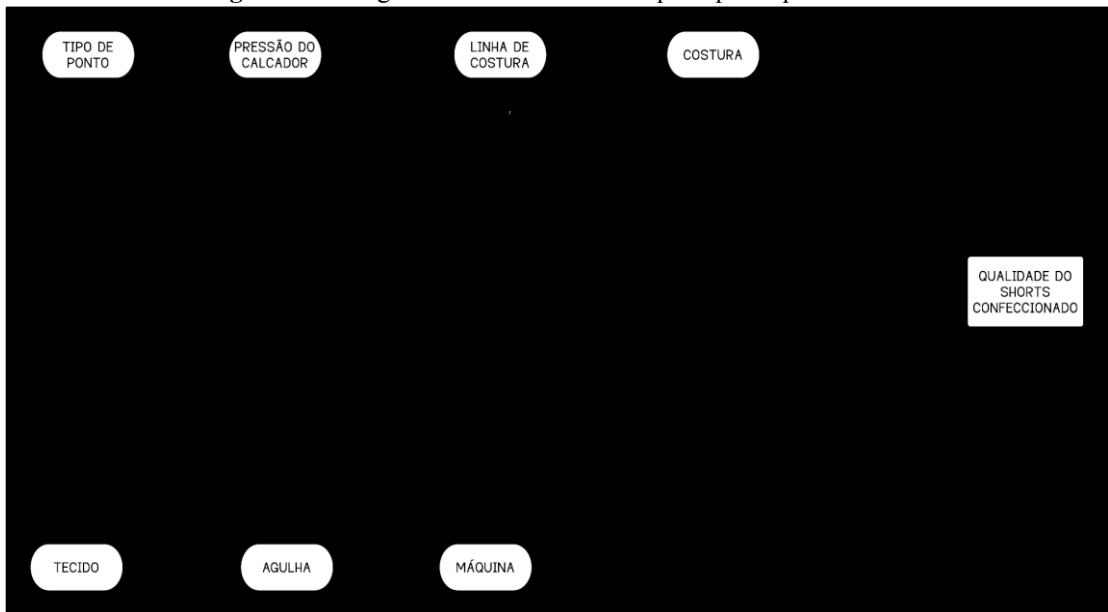 TIPO DE
PONTO
PRESSÃO DO
CALCADOR
LINHA DE
COSTURA
COSTURA
QUALIDADE DO
SHORTS
CONFECCIONADO
TECIDO
AGULHA
MÁQUINA